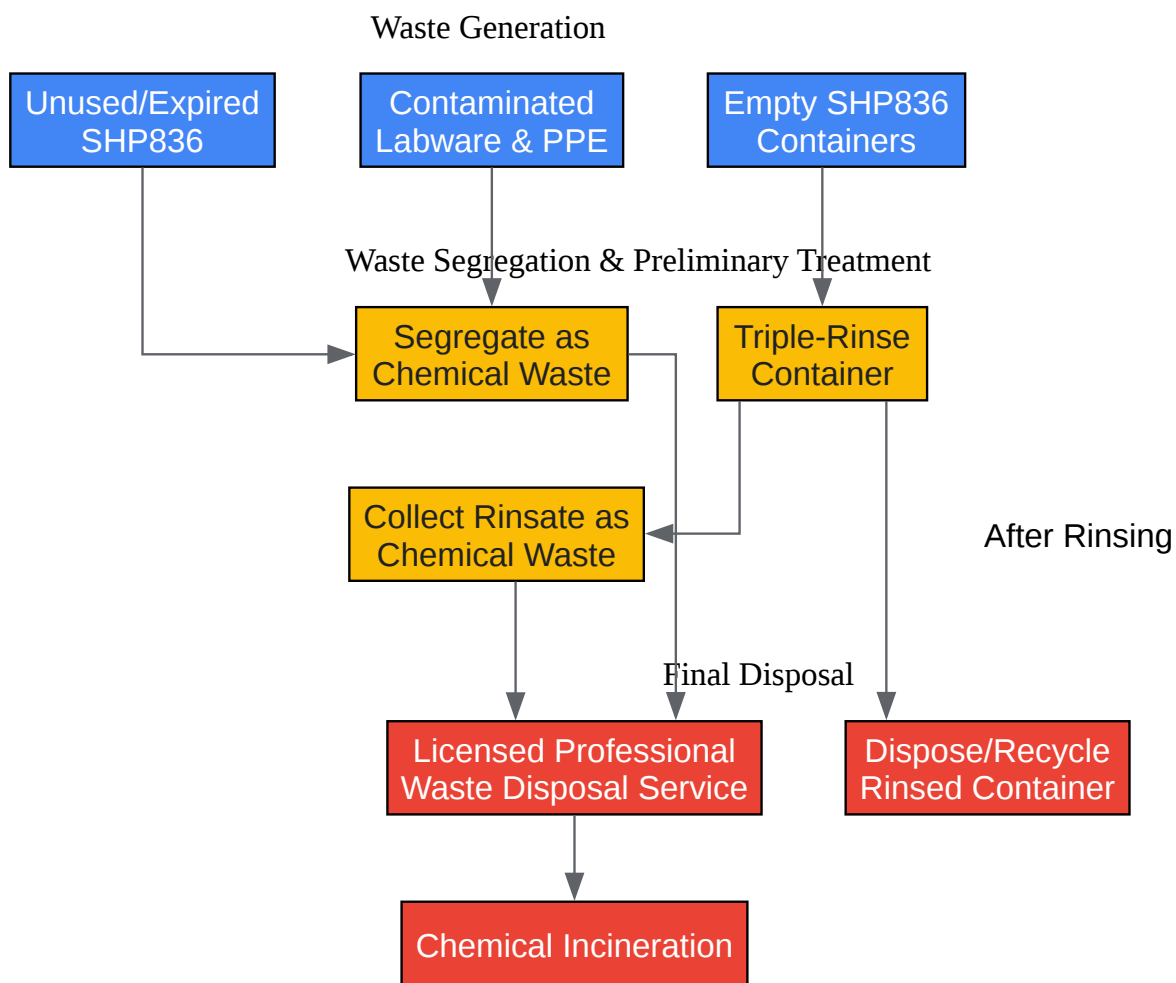 Waste Generation
Unused/Expired
SHP836
Contaminated
Labware & PPE
Empty SHP836
Containers
Waste Segregation & Preliminary Treatment
Segregate as
Chemical Waste
Triple-Rinse
Container
Collect Rinsate as
Chemical Waste
After Rinsing
Final Disposal
Licensed Professional
Waste Disposal Service
Dispose/Recycle
Rinsed Container
Chemical Incineration